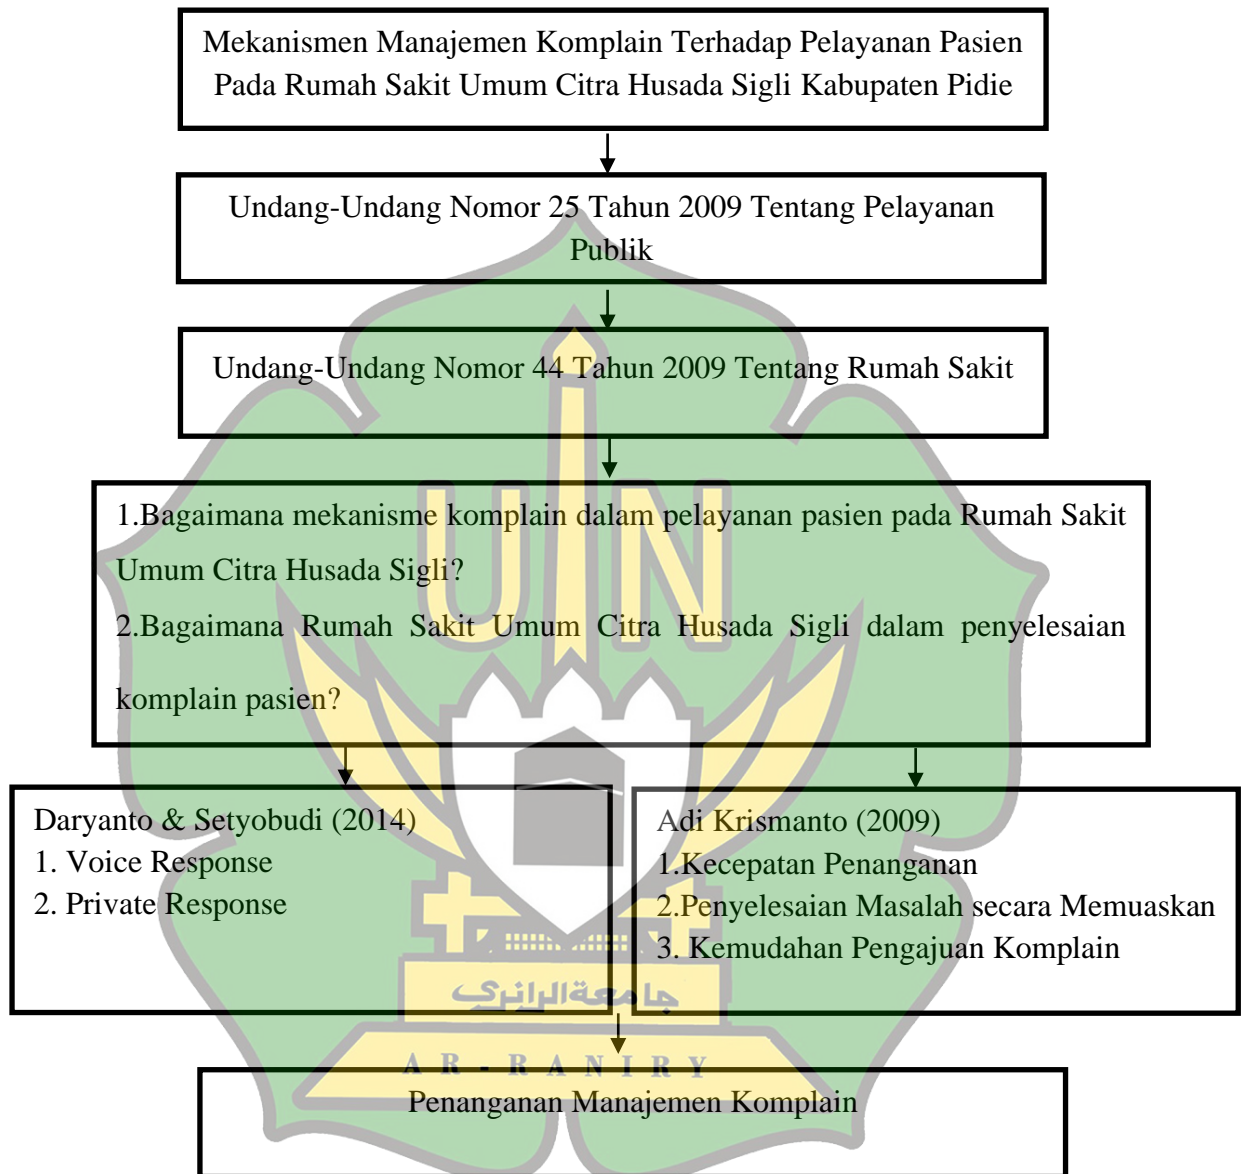 Mekanismen Manajemen Komplain Terhadap Pelayanan Pasien
Pada Rumah Sakit Umum Citra Husada Sigli Kabupaten Pidie
Undang-Undang Nomor 25 Tahun 2009 Tentang Pelayanan
Publik
Undang-Undang Nomor 44 Tahun 2009 Tentang Rumah Sakit
1.Bagaimana mekanisme komplain dalam pelayanan pasien pada Rumah Sakit
Umum Citra Husada Sigli?
2.Bagaimana Rumah Sakit Umum Citra Husada Sigli dalam penyelesaian
komplain pasien?
UIN
Daryanto & Setyobudi (2014)
1. Voice Response
2. Private Response
Adi Krismanto (2009)
1.Kecepatan Penanganan
2.Penyelesaian Masalah secara Memuaskan
3. Kemudahan Pengajuan Komplain
جامعةالرانري
AR-RANIRY
Penanganan Manajemen Komplain